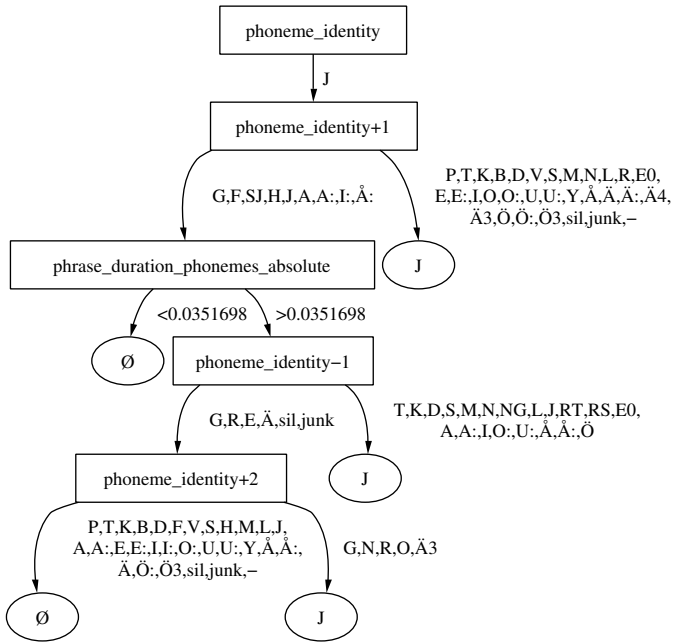 phoneme_identity
J
phoneme_identity+1
G,F,SJ,H,J,A,A:,I:,Å:
P,T,K,B,D,V,S,M,N,L,R,E0,
E,E:,I,O,O:,U,U:,Y,Å,Ä,Ä:,Ä4,
Ä3,Ö,Ö:,Ö3,sil,junk,−
phrase_duration_phonemes_absolute
J
<0.0351698
>0.0351698
Ø
phoneme_identity−1
G,R,E,Ä,sil,junk
T,K,D,S,M,N,NG,L,J,RT,RS,E0,
A,A:,I,O:,U:,Å,Å:,Ö
phoneme_identity+2
J
P,T,K,B,D,F,V,S,H,M,L,J,
A,A:,E,E:,I,I:,O:,U,U:,Y,Å,Å:,
Ä,Ö:,Ö3,sil,junk,−
G,N,R,O,Ä3
Ø
J